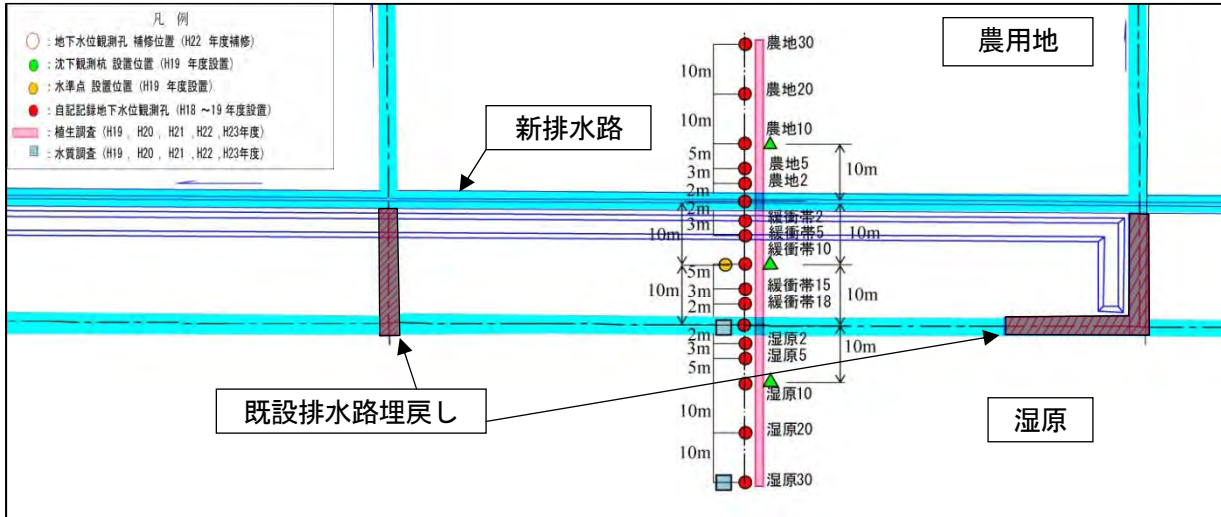 凡 例
: 地下水位観測孔 補修位置 (H22 年度補修)
: 沈下観測杭 設置位置 (H19 年度設置)
: 水準点 設置位置 (H19 年度設置)
: 自記記録地下水位観測孔 (H18 ～19 年度設置)
: 植生調査 (H19 , H20 , H21 , H22 , H23年度)
: 水質調査 (H19 , H20 , H21 , H22 , H23年度)
農用地
新排水路
既設排水路埋戻し
湿原
農地30
10m
農地20
10m
農地10
5m
農地5
3m
農地2
2m
10m
2m
緩衝帯2
3m
緩衝帯5
10m
10m
緩衝帯10
5m
緩衝帯15
10m
3m
10m
緩衝帯18
2m
2m
湿原2
3m
湿原5
10m
5m
湿原10
10m
湿原20
10m
湿原30